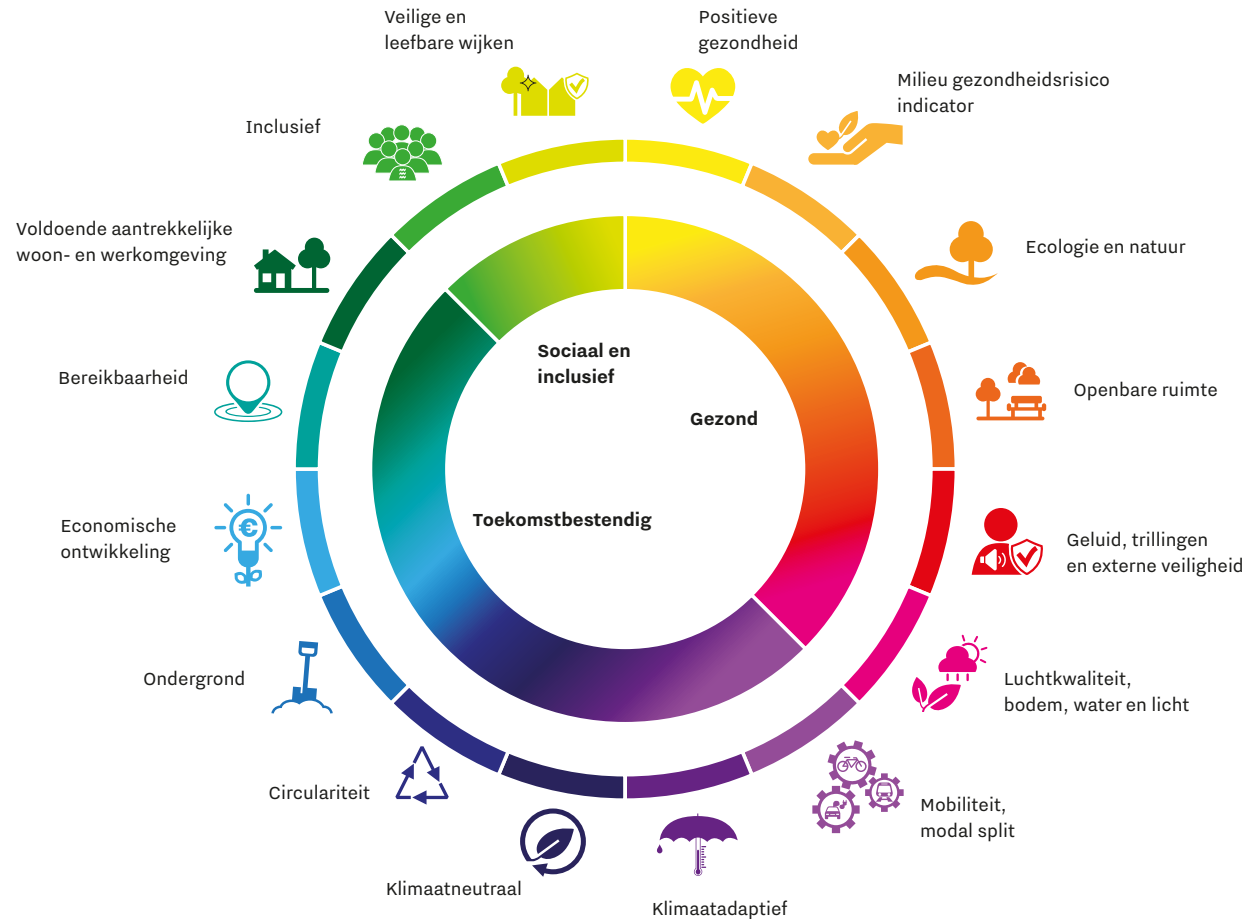 Veilige en
leefbare wijken
Positieve
gezondheid
Milieu gezondheidsrisico
indicator
Inclusief
Voldoende aantrekkelijke
woon- en werkomgeving
Ecologie en natuur
Sociaal en
inclusief
Bereikbaarheid
Openbare ruimte
Gezond
Toekomstbestendig
Economische
ontwikkeling
€
Geluid, trillingen
en externe veiligheid
Ondergrond
Luchtkwaliteit,
bodem, water en licht
Circulariteit
Mobiliteit,
modal split
Klimaatneutraal
Klimaatadaptief